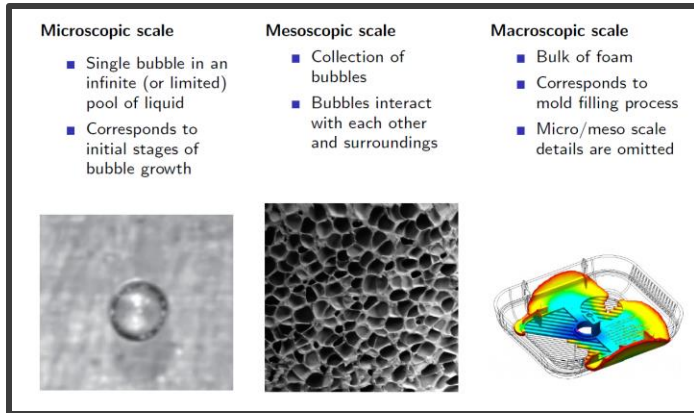 Microscopic scale
■ Single bubble in an
infinite (or limited)
pool of liquid
■ Corresponds to
initial stages of
bubble growth
Mesoscopic scale
■ Collection of
bubbles
■ Bubbles interact
with each other
and surroundings
Macroscopic scale
■ Bulk of foam
■ Corresponds to
mold filling process
■ Micro/meso scale
details are omitted